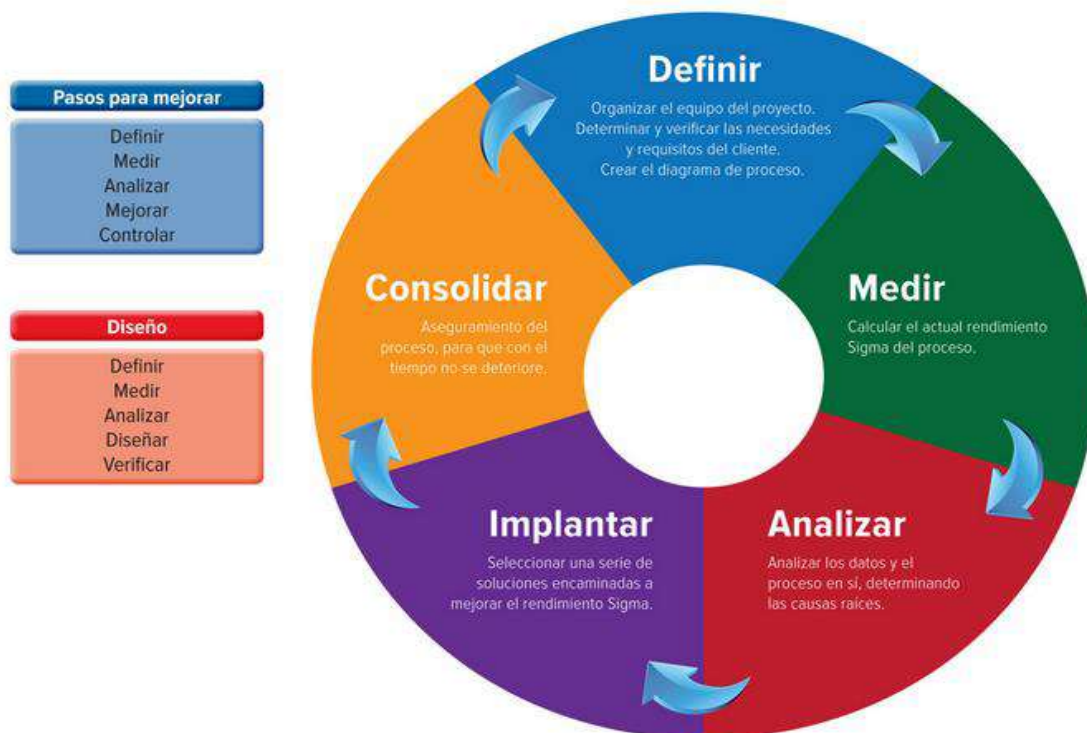 Pasos para mejorar
Definir
Medir
Analizar
Mejorar
Controlar
Diseño
Definir
Medir
Analizar
Diseñar
Verificar
Definir
Organizar el equipo del proyecto.
Determinar y verificar las necesidades
y requisitos del cliente.
Crear el diagrama de proceso.
Medir
Calcular el actual rendimiento
Sigma del proceso.
Analizar
Analizar los datos y el
proceso en sí, determinando
las causas raíces.
Implantar
Seleccionar una serie de
soluciones encaminadas a
mejorar el rendimiento Sigma.
Consolidar
Aseguramiento del
proceso, para que con el
tiempo no se deteriore.